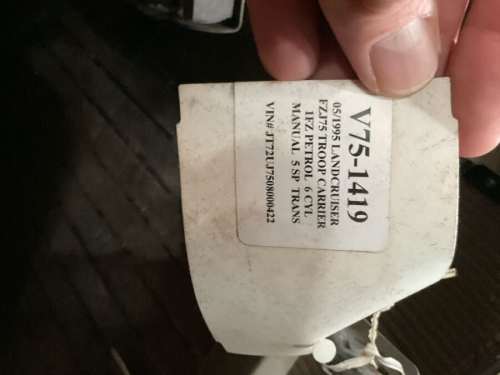 V75-1419
05/1995 LANDCRUISER
FZJ75 TROOP CARRIER
1FZ PETROL 6 CYL
MANUAL 5 SP TRANS
VIN# JT72UJ7508000422